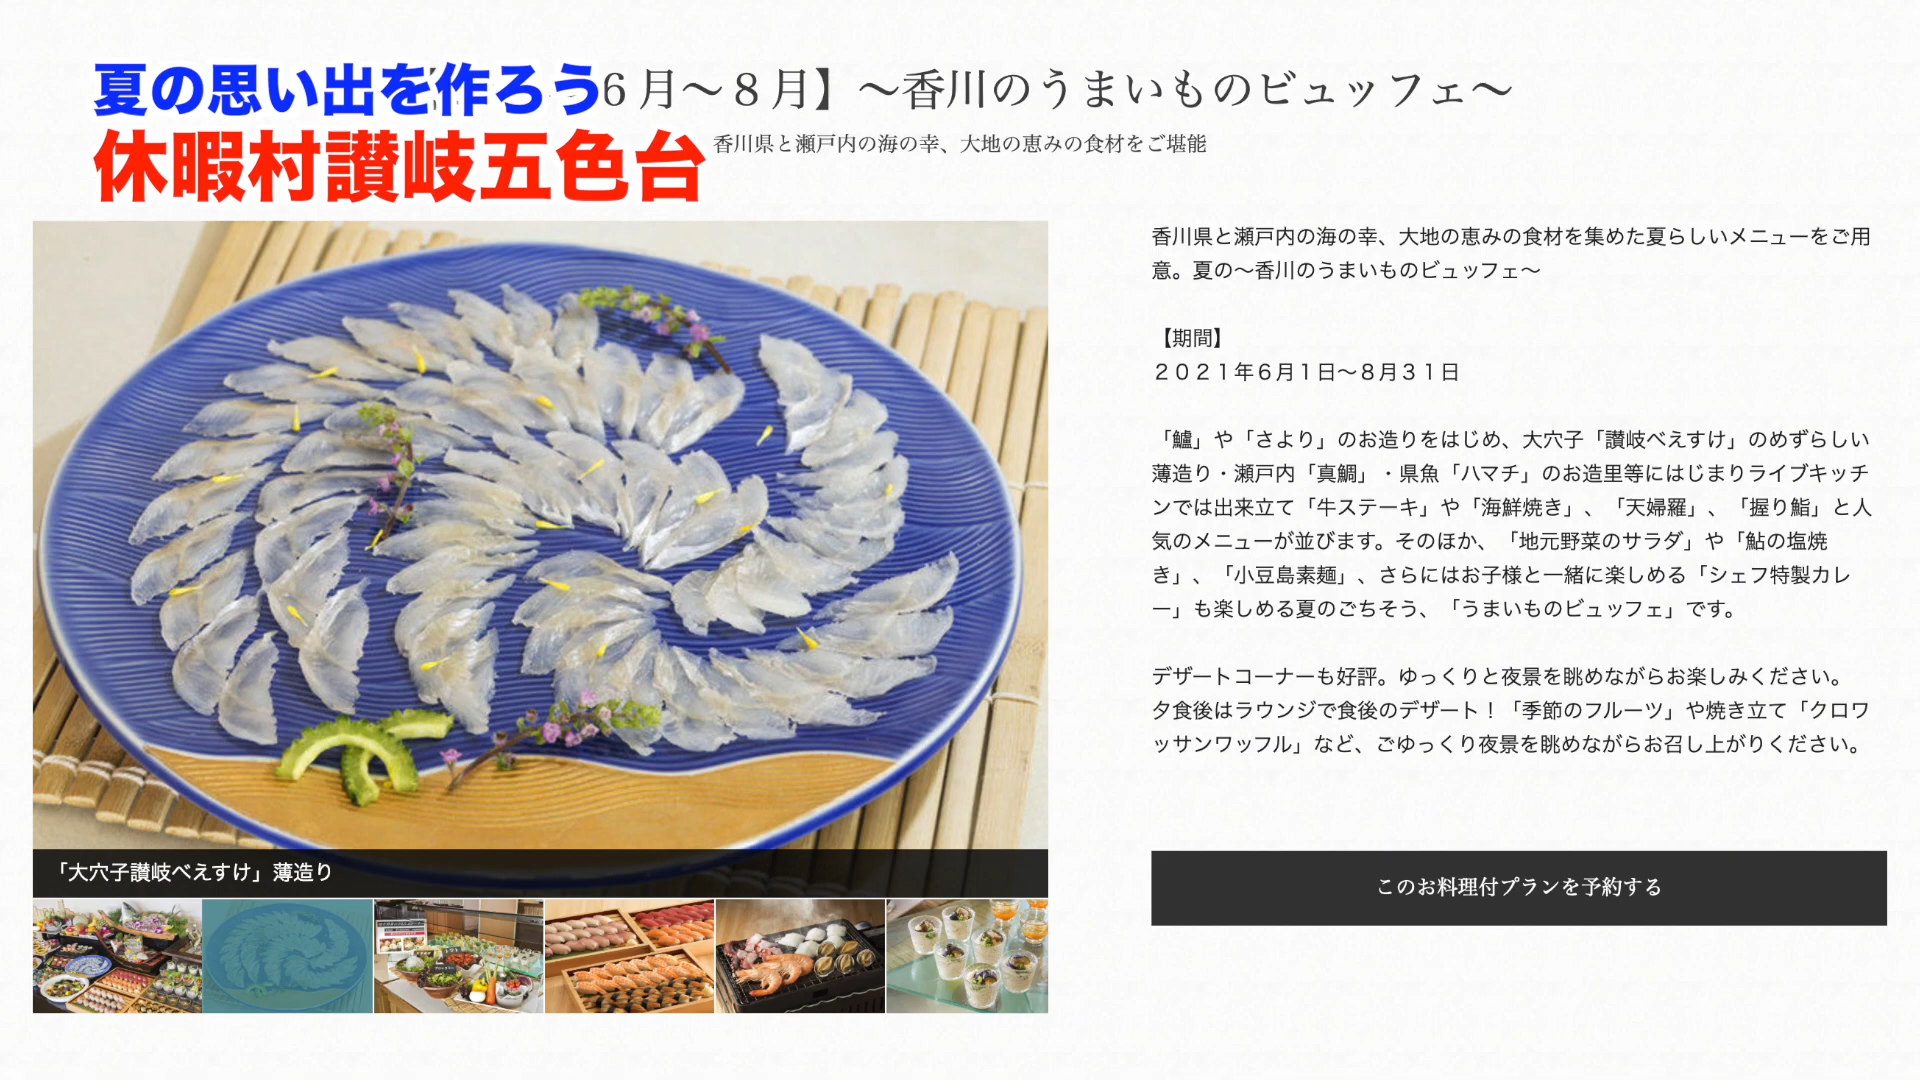 夏の思い出を作ろう
6月〜８月】〜香川のうまいものビュッフェ〜
休暇村讃岐五色台
香川県と瀬戸内の海の幸、大地の恵みの食材をご堪能
香川県と瀬戸内の海の幸、大地の恵みの食材を集めた夏らしいメニューをご用
意。夏の〜香川のうまいものビュッフェ〜
【期間】
２０２１年６月１日〜８月３１日
「鱸」や「さより」のお造りをはじめ、大穴子「讃岐べえすけ」のめずらしい
薄造り・瀬戸内「真鯛」・県魚「ハマチ」のお造里等にはじまりライブキッチ
ンでは出来立て「牛ステーキ」や「海鮮焼き」、「天婦羅」、「握り鮨」と人
気のメニューが並びます。そのほか、「地元野菜のサラダ」や「鮎の塩焼
き」、「小豆島素麺」、さらにはお子様と一緒に楽しめる「シェフ特製カレ
ー」も楽しめる夏のごちそう、「うまいものビュッフェ」です。
デザートコーナーも好評。ゆっくりと夜景を眺めながらお楽しみください。
夕食後はラウンジで食後のデザート！「季節のフルーツ」や焼き立て「クロワ
ッサンワッフル」など、ごゆっくり夜景を眺めながらお召し上がりください。
「大穴子讃岐べえすけ」薄造り
このお料理付プランを予約する